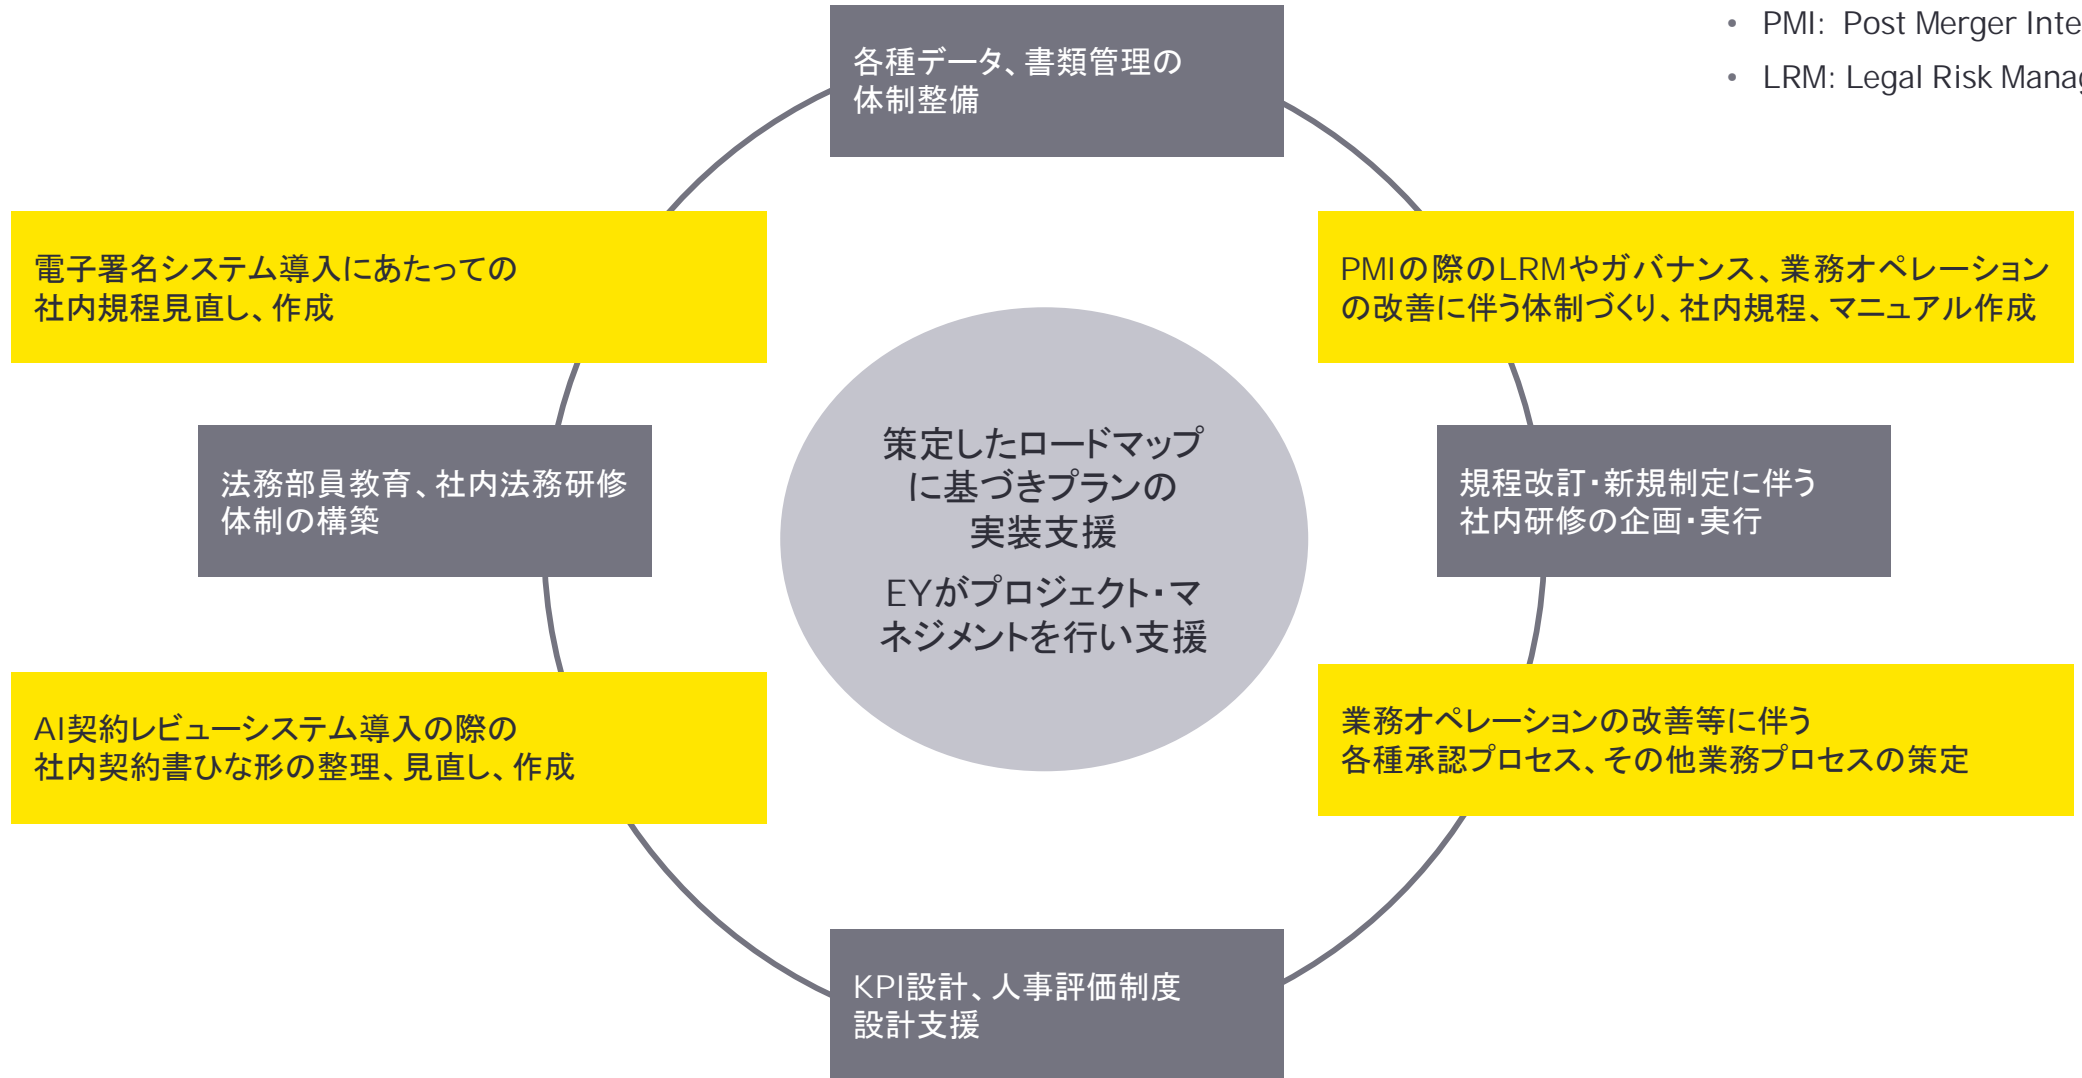 • PMI: Post Merger
• LRM: Legal Risk
各種データ、書類管理の
体制整備
電子署名システム導入にあたっての
社内規程見直し、作成
PMIの際のLRMやガバナンス、業務オペレーション
の改善に伴う体制づくり、社内規程、マニュアル作成
法務部員教育、社内法務研修
体制の構築
策定したロードマップ
に基づきプランの
実装支援
EYがプロジェクト・マ
ネジメントを行い支援
規程改訂・新規制定に伴う
社内研修の企画・実行
AI契約レビューシステム導入の際の
社内契約書ひな形の整理、見直し、作成
業務オペレーションの改善等に伴う
各種承認プロセス、その他業務プロセスの策定
KPI設計、人事評価制度
設計支援